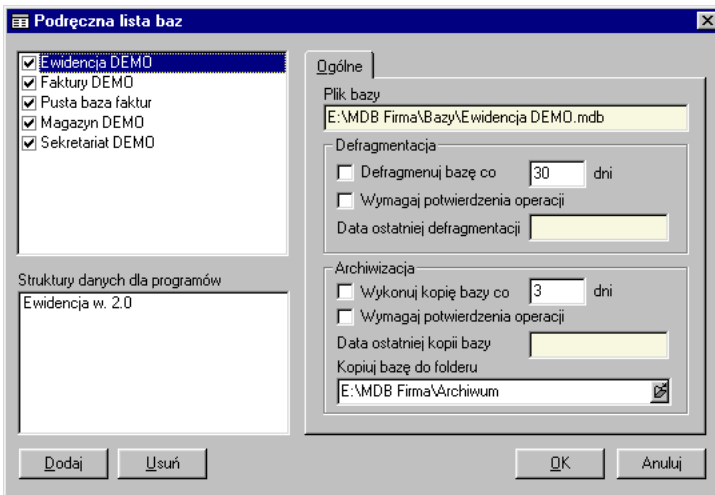 Podręczna lista baz
Ewidencja DEMO
Faktury DEMO
Pusta baza faktur
Magazyn DEMO
Sekretariat DEMO
Struktury danych dla programów
Ewidencja w. 2.0
Ogólne
Plik bazy
E:\MDB Firma\Bazy\Ewidencja DEMO.mdb
Defragmentacja
Defragmenuj bazę co 30 dni
Wymagaj potwierdzenia operacji
Data ostatniej defragmentacji
Archiwizacja
Wykonuj kopię bazy co 3 dni
Wymagaj potwierdzenia operacji
Data ostatniej kopii bazy
Kopiuj bazę do folderu
E:\MDB Firma\Archiwum
Dodaj Usuń OK Anuluj